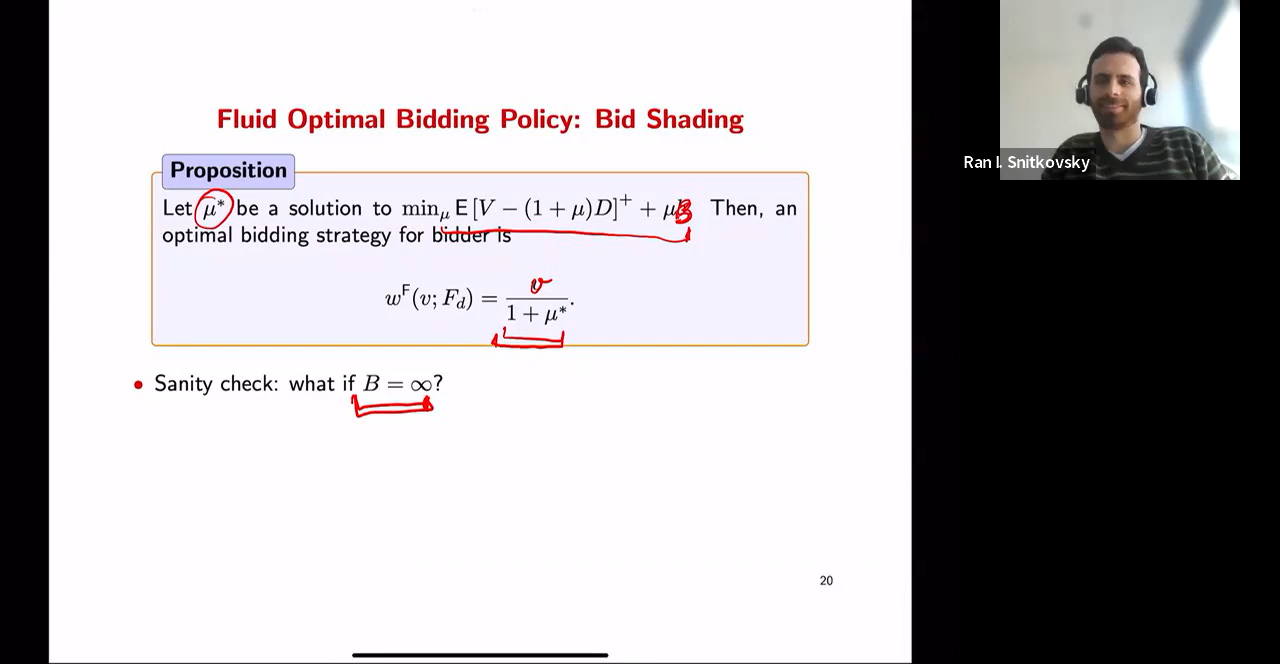 Fluid Optimal Bidding Policy: Bid Shading
Proposition
Let μ* be a solution to min_μ E[V − (1 + μ)D]⁺ + μB Then, an
optimal bidding strategy for bidder is
w^F(v; F_d) = v / (1 + μ*).
• Sanity check: what if B = ∞?
20
Ran I. Snitkovsky